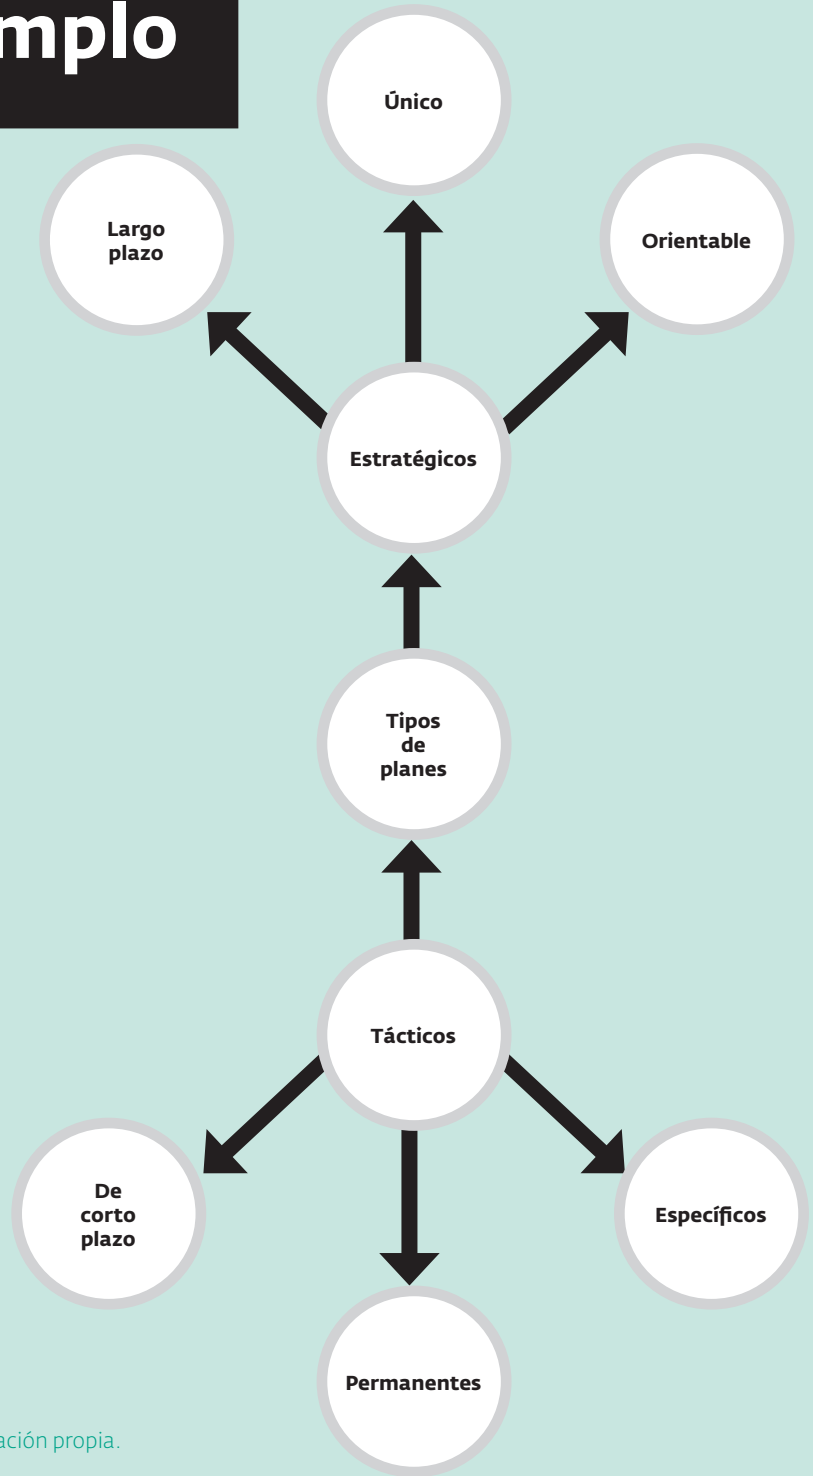 mplo
Único
Largo
plazo
Orientable
Estratégicos
Tipos
de
planes
Tácticos
De
corto
plazo
Específicos
Permanentes
ación propia.